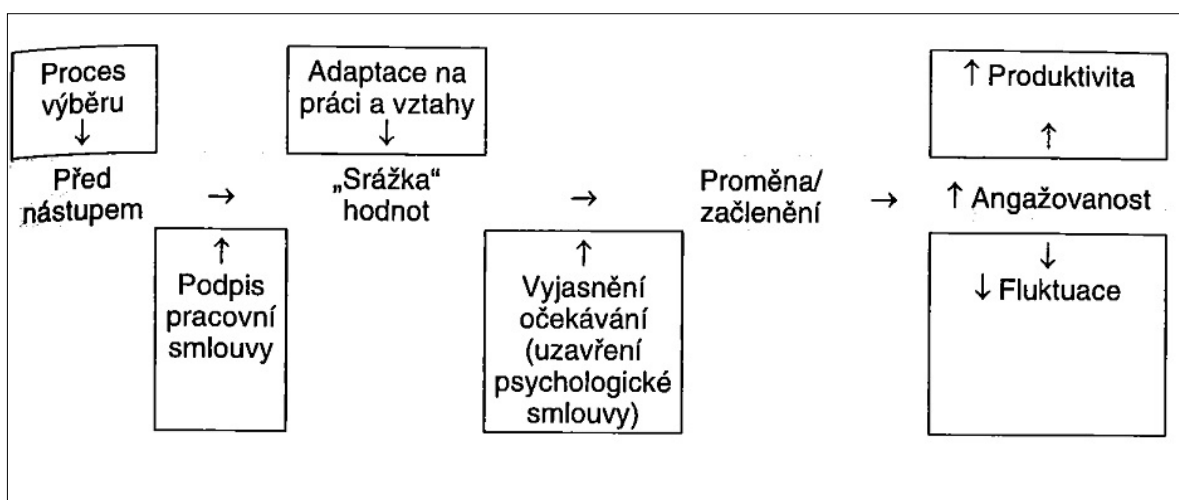 Proces
výběru
↓
Před
nástupem
→
↑
Podpis
pracovní
smlouvy
Adaptace na
práci a vztahy
↓
„Srážka“
hodnot
→
↑
Vyjasnění
očekávání
(uzavření
psychologické
smlouvy)
Proměna/
začlenění
→
↑ Produktivita
↑
↑ Angažovanost
↓
↓ Fluktuace